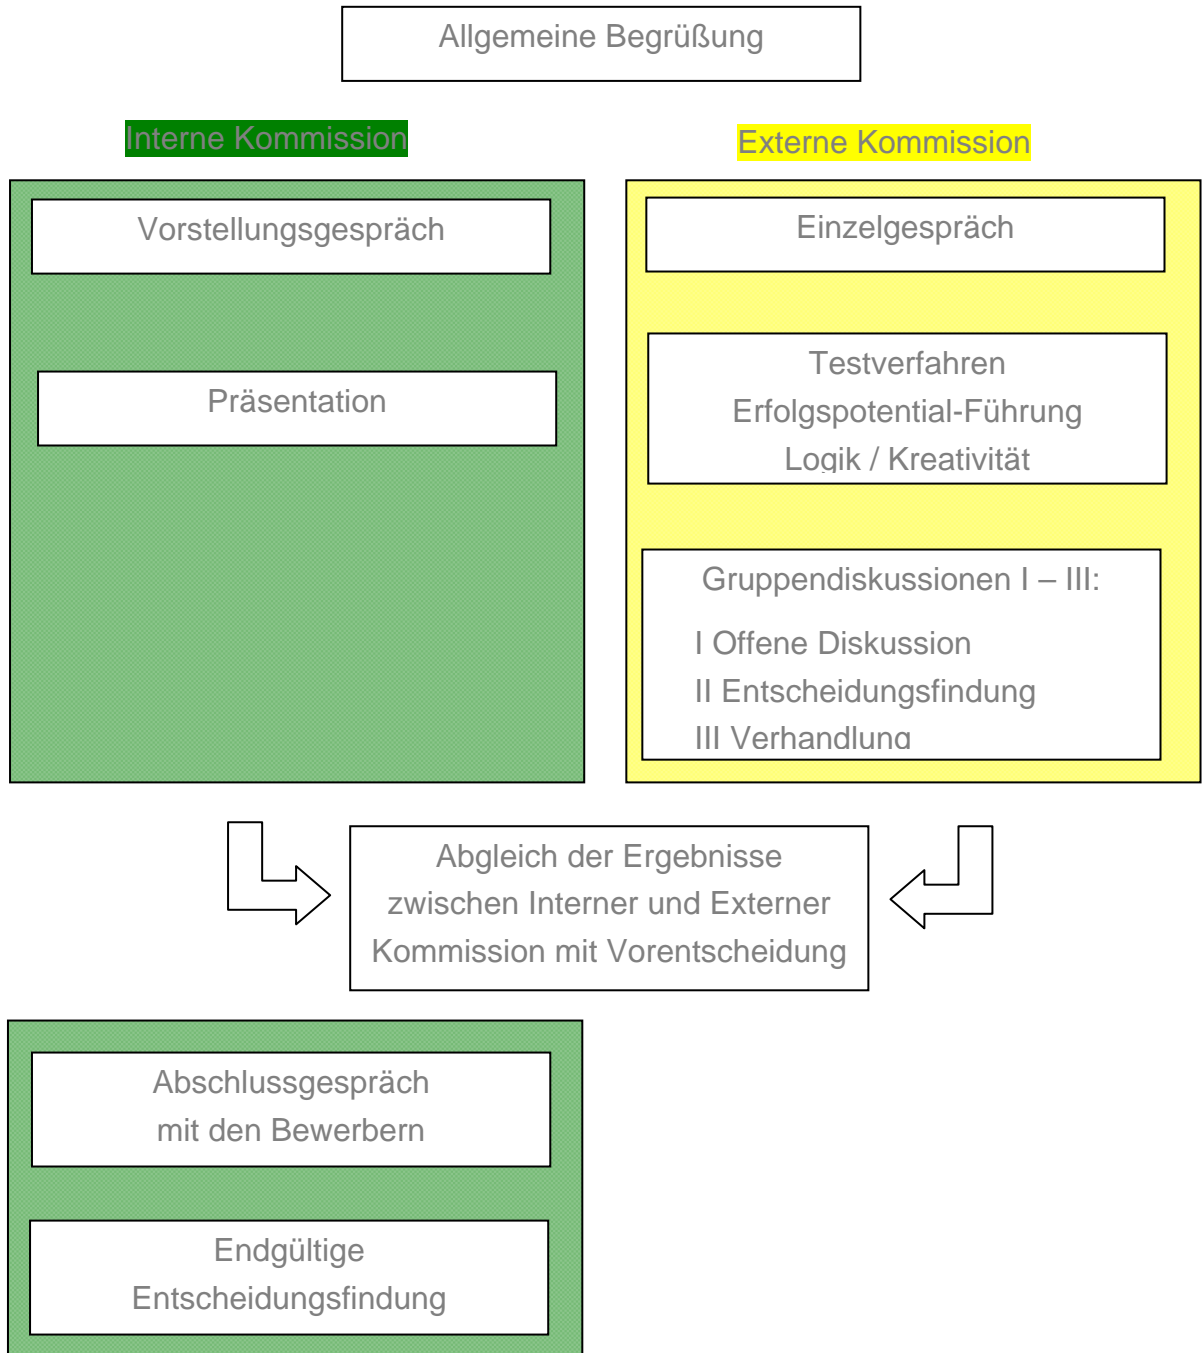 Allgemeine Begrüßung
Interne Kommission
Vorstellungsgespräch
Präsentation
Externe Kommission
Einzelgespräch
Testverfahren
Erfolgspotential-Führung
Logik / Kreativität
Gruppendiskussionen I – III:
I Offene Diskussion
II Entscheidungsfindung
III Verhandlung
Abgleich der Ergebnisse
zwischen Interner und Externer
Kommission mit Vorentscheidung
Abschlussgespräch
mit den Bewerbern
Endgültige
Entscheidungsfindung